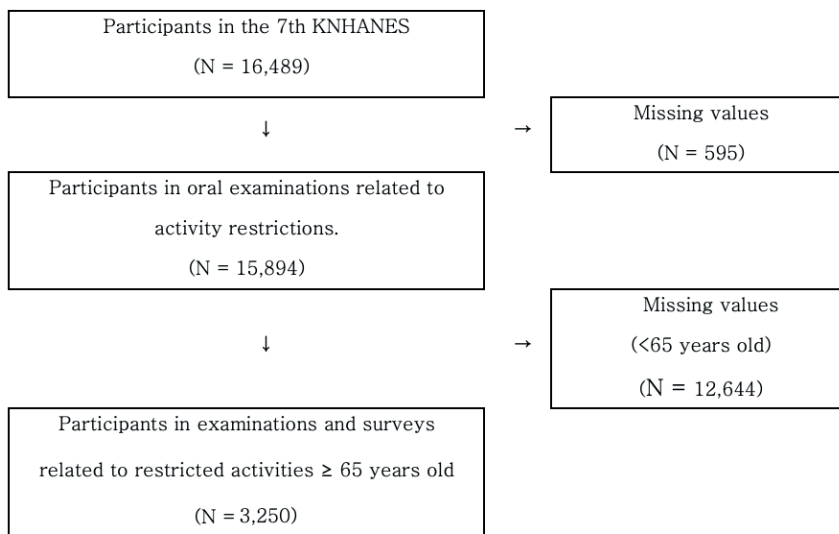 Participants in the 7th KNHANES
(N = 16,489)
↓
→
Missing values
(N = 595)
Participants in oral examinations related to
activity restrictions.
(N = 15,894)
↓
→
Missing values
(<65 years old)
(N = 12,644)
Participants in examinations and surveys
related to restricted activities ≥ 65 years old
(N = 3,250)